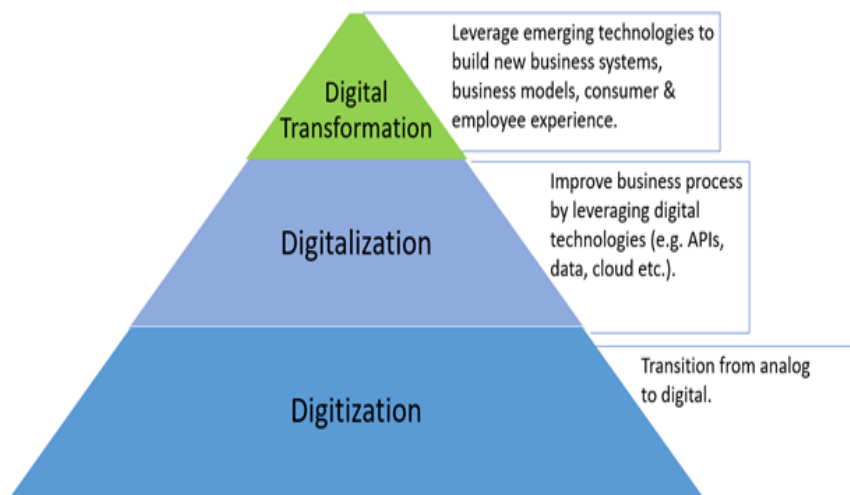 Digital
Transformation
Leverage emerging technologies to
build new business systems,
business models, consumer &
employee experience.
Digitalization
Improve business process
by leveraging digital
technologies (e.g. APIs,
data, cloud etc.).
Digitization
Transition from analog
to digital.